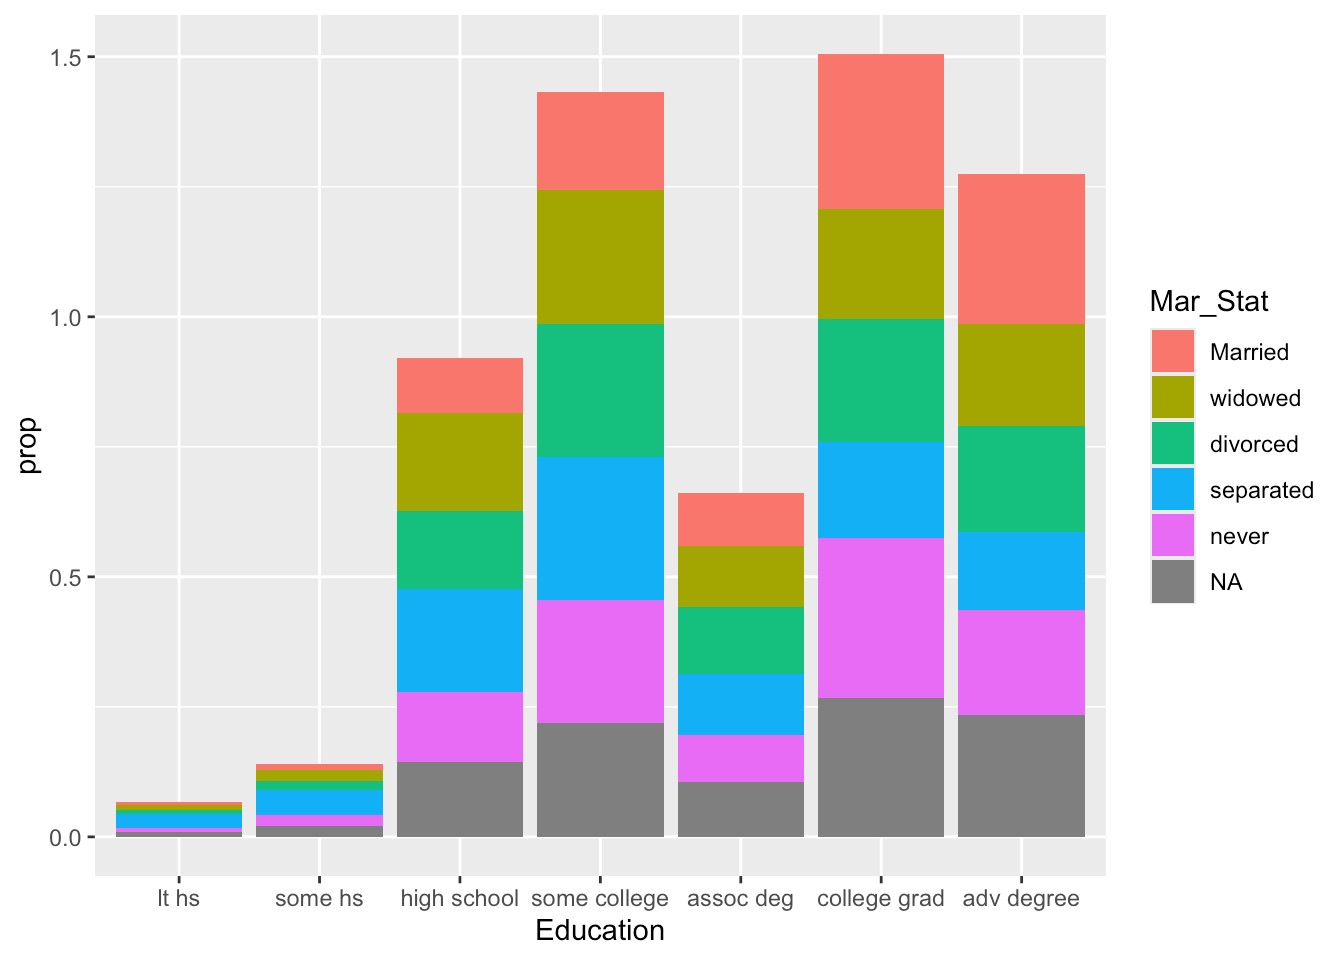 1.5
1.0
0.5
0.0
prop
lt hs some hs high school some college assoc deg college grad adv degree
Education
Mar_Stat
Married
widowed
divorced
separated
never
NA